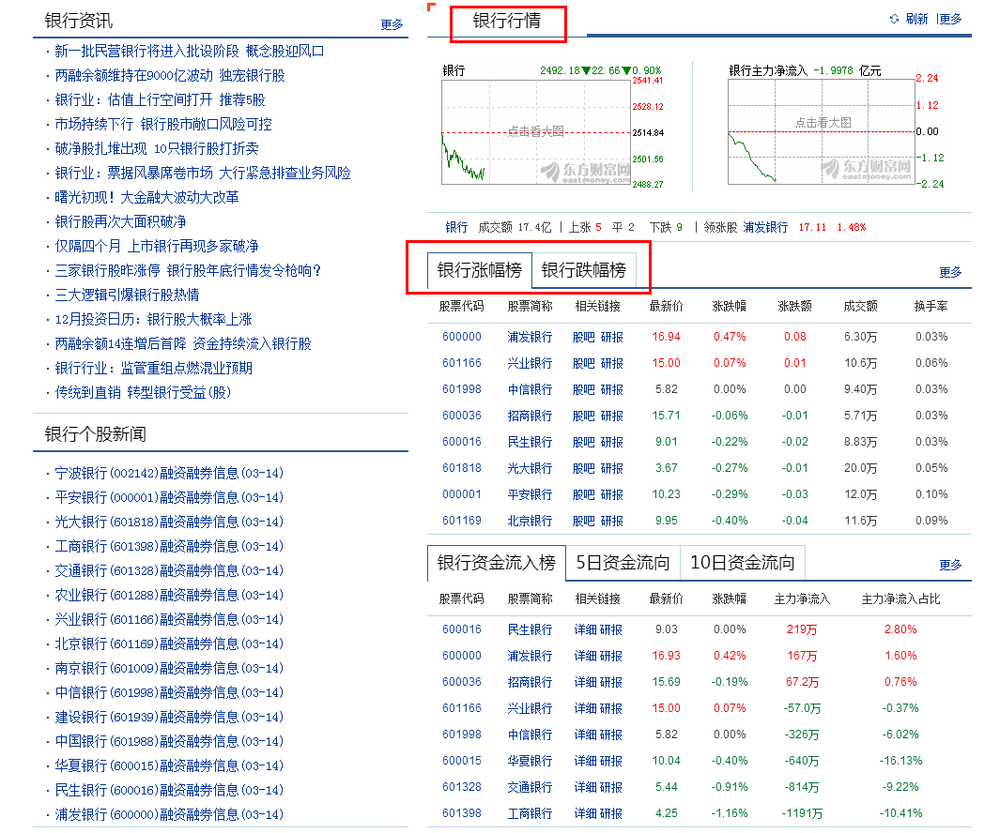 银行资讯 更多
· 新一批民营银行将进入批设阶段 概念股迎风口
· 两融余额维持在9000亿波动 独宠银行股
· 银行业：估值上行空间打开 推荐5股
· 市场持续下行 银行股市敞口风险可控
· 破净股扎堆出现 10只银行股打折卖
· 银行业：票据风暴席卷市场 大行紧急排查业务风险
· 曙光初现！大金融大波动大改革
· 银行股再次大面积破净
· 仅隔四个月 上市银行再现多家破净
· 三家银行股昨涨停 银行股年底行情发令枪响？
· 三大逻辑引爆银行股热情
· 12月投资日历：银行股大概率上涨
· 两融余额14连增后首降 资金持续流入银行股
· 银行行业：监管重组点燃混业预期
· 传统到直销 转型银行受益(股)
银行个股新闻
· 宁波银行(002142)融资融券信息(03-14)
· 平安银行(000001)融资融券信息(03-14)
· 光大银行(601818)融资融券信息(03-14)
· 工商银行(601398)融资融券信息(03-14)
· 交通银行(601328)融资融券信息(03-14)
· 农业银行(601288)融资融券信息(03-14)
· 兴业银行(601166)融资融券信息(03-14)
· 北京银行(601169)融资融券信息(03-14)
· 南京银行(601009)融资融券信息(03-14)
· 中信银行(601998)融资融券信息(03-14)
· 建设银行(601939)融资融券信息(03-14)
· 中国银行(601988)融资融券信息(03-14)
· 华夏银行(600015)融资融券信息(03-14)
· 民生银行(600016)融资融券信息(03-14)
· 浦发银行(600000)融资融券信息(03-14)
银行行情 刷新 |更多
银行 2492.18▼22.66▼0.90%
2541.41
2528.12
点击看大图 2514.84
2501.56
东方财富网
eastmoney.com
2488.27
银行主力净流入 -1.9978 亿元
2.24
1.12
点击看大图 0.00
-1.12
东方财富网
eastmoney.com
-2.24
银行 成交额 17.4亿 | 上涨 5 平 2 下跌 9 | 领涨股 浦发银行 17.11 1.48%
银行涨幅榜 银行跌幅榜 更多
股票代码 股票简称 相关链接 最新价 涨跌幅 涨跌额 成交额 换手率
600000 浦发银行 股吧 研报 16.94 0.47% 0.08 6.30万 0.03%
601166 兴业银行 股吧 研报 15.00 0.07% 0.01 10.6万 0.06%
601998 中信银行 股吧 研报 5.82 0.00% 0.00 9.40万 0.03%
600036 招商银行 股吧 研报 15.71 -0.06% -0.01 5.71万 0.03%
600016 民生银行 股吧 研报 9.01 -0.22% -0.02 8.83万 0.03%
601818 光大银行 股吧 研报 3.67 -0.27% -0.01 20.0万 0.05%
000001 平安银行 股吧 研报 10.23 -0.29% -0.03 12.0万 0.10%
601169 北京银行 股吧 研报 9.95 -0.40% -0.04 11.6万 0.09%
银行资金流入榜 5日资金流向 10日资金流向 更多
股票代码 股票简称 相关链接 最新价 涨跌幅 主力净流入 主力净流入占比
600016 民生银行 详细 研报 9.03 0.00% 219万 2.80%
600000 浦发银行 详细 研报 16.93 0.42% 167万 1.60%
600036 招商银行 详细 研报 15.69 -0.19% 67.2万 0.76%
601166 兴业银行 详细 研报 15.00 0.07% -57.0万 -0.37%
601998 中信银行 详细 研报 5.82 0.00% -326万 -6.02%
600015 华夏银行 详细 研报 10.04 -0.40% -640万 -16.13%
601328 交通银行 详细 研报 5.44 -0.91% -814万 -9.22%
601398 工商银行 详细 研报 4.25 -1.16% -1191万 -10.41%